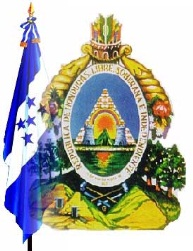 REPUBLICA DE HONDURAS, LIBRE, SOBERANA E INDEPENDIENTE